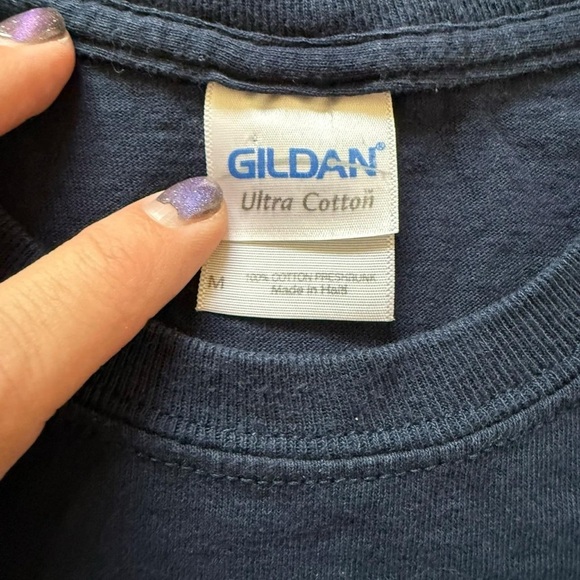 GILDAN®
Ultra Cotton
M 100% COTTON PRESHRUNK
Made in Haiti